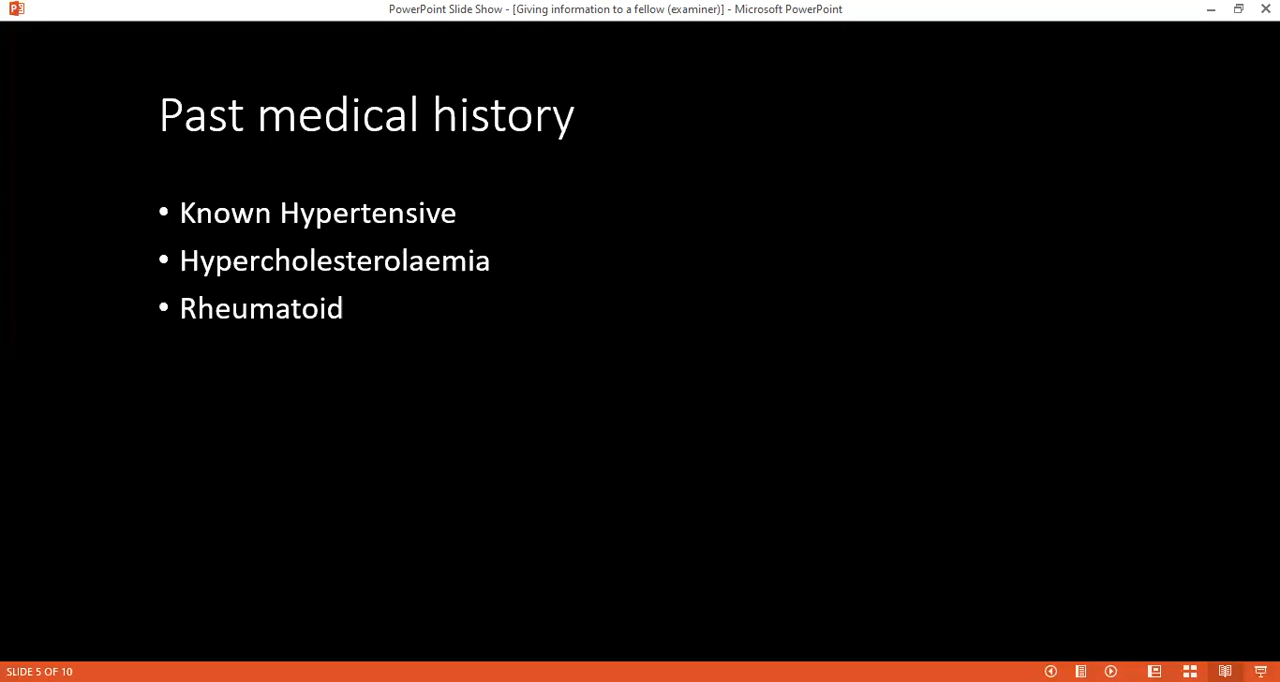 PowerPoint Slide Show - [Giving information to a fellow (examiner)] - Microsoft PowerPoint
Past medical history
• Known Hypertensive
• Hypercholesterolaemia
• Rheumatoid
SLIDE 5 OF 10